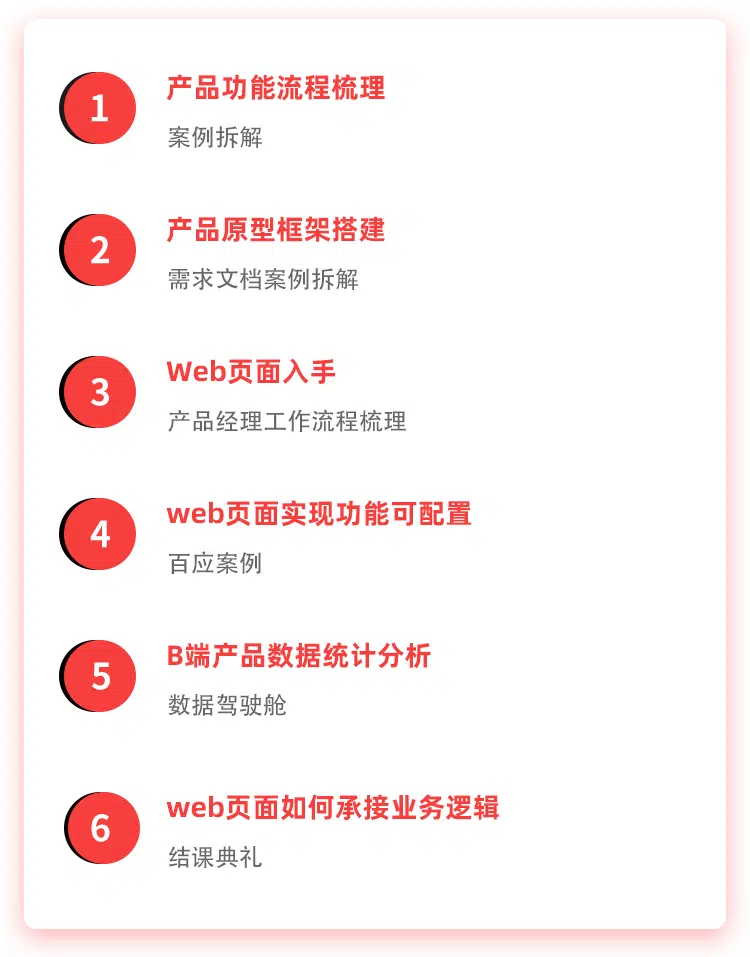 1
产品功能流程梳理
案例拆解
2
产品原型框架搭建
需求文档案例拆解
3
Web页面入手
产品经理工作流程梳理
4
web页面实现功能可配置
百应案例
5
B端产品数据统计分析
数据驾驶舱
6
web页面如何承接业务逻辑
结课典礼